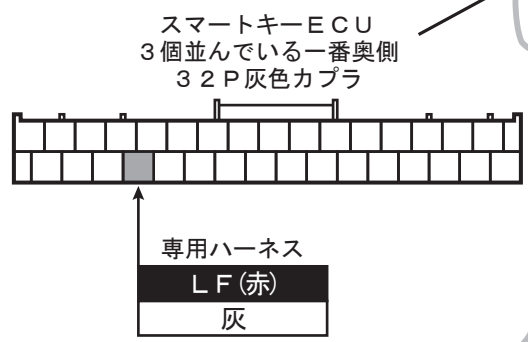 スマートキーＥＣＵ
３個並んでいる一番奥側
３２Ｐ灰色カプラ
専用ハーネス
ＬＦ(赤)
灰